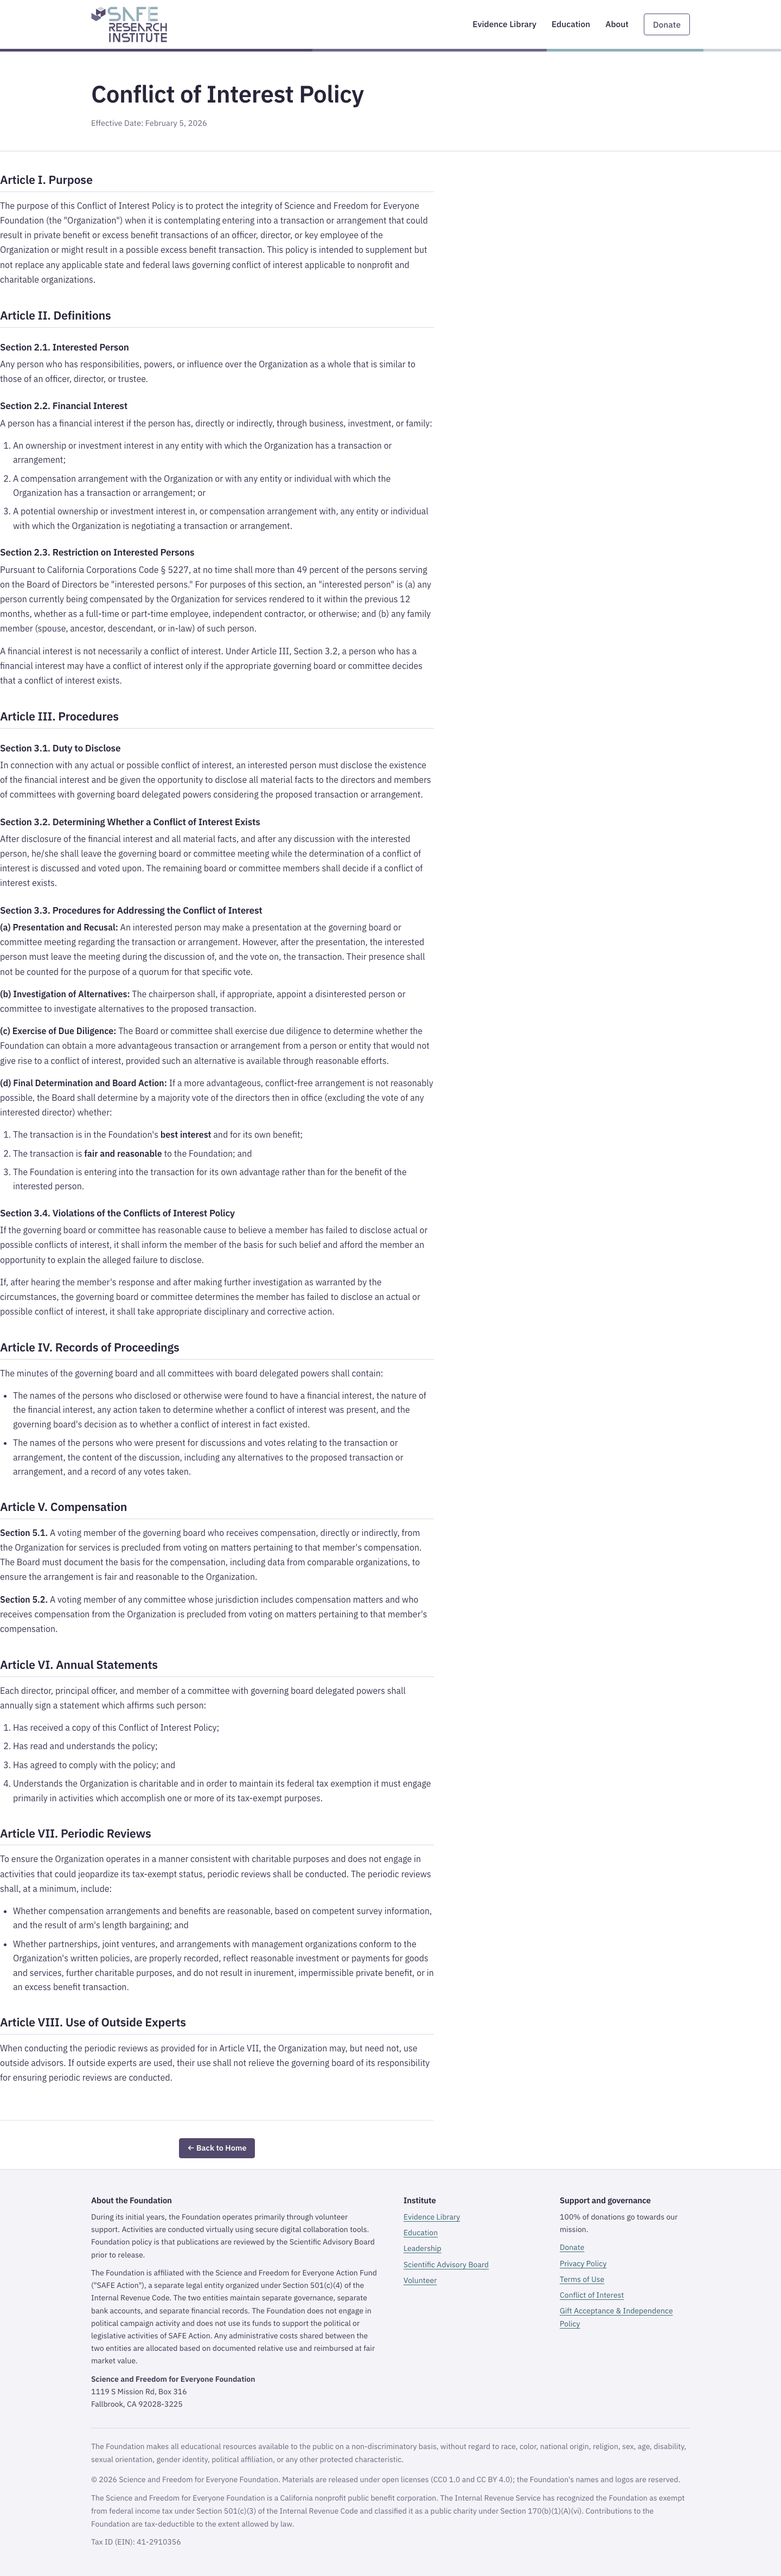 SAFE
RESEARCH
INSTITUTE
Evidence Library
Education
About
Donate
Conflict of Interest Policy
Effective Date: February 5, 2026
Article I. Purpose
The purpose of this Conflict of Interest Policy is to protect the integrity of Science and Freedom for Everyone
Foundation (the "Organization") when it is contemplating entering into a transaction or arrangement that could
result in private benefit or excess benefit transactions of an officer, director, or key employee of the
Organization or might result in a possible excess benefit transaction. This policy is intended to supplement but
not replace any applicable state and federal laws governing conflict of interest applicable to nonprofit and
charitable organizations.
Article II. Definitions
Section 2.1. Interested Person
Any person who has responsibilities, powers, or influence over the Organization as a whole that is similar to
those of an officer, director, or trustee.
Section 2.2. Financial Interest
A person has a financial interest if the person has, directly or indirectly, through business, investment, or family:
1. An ownership or investment interest in any entity with which the Organization has a transaction or
arrangement;
2. A compensation arrangement with the Organization or with any entity or individual with which the
Organization has a transaction or arrangement; or
3. A potential ownership or investment interest in, or compensation arrangement with, any entity or individual
with which the Organization is negotiating a transaction or arrangement.
Section 2.3. Restriction on Interested Persons
Pursuant to California Corporations Code § 5227, at no time shall more than 49 percent of the persons serving
on the Board of Directors be "interested persons." For purposes of this section, an "interested person" is (a) any
person currently being compensated by the Organization for services rendered to it within the previous 12
months, whether as a full-time or part-time employee, independent contractor, or otherwise; and (b) any family
member (spouse, ancestor, descendant, or in-law) of such person.
A financial interest is not necessarily a conflict of interest. Under Article III, Section 3.2, a person who has a
financial interest may have a conflict of interest only if the appropriate governing board or committee decides
that a conflict of interest exists.
Article III. Procedures
Section 3.1. Duty to Disclose
In connection with any actual or possible conflict of interest, an interested person must disclose the existence
of the financial interest and be given the opportunity to disclose all material facts to the directors and members
of committees with governing board delegated powers considering the proposed transaction or arrangement.
Section 3.2. Determining Whether a Conflict of Interest Exists
After disclosure of the financial interest and all material facts, and after any discussion with the interested
person, he/she shall leave the governing board or committee meeting while the determination of a conflict of
interest is discussed and voted upon. The remaining board or committee members shall decide if a conflict of
interest exists.
Section 3.3. Procedures for Addressing the Conflict of Interest
(a) Presentation and Recusal: An interested person may make a presentation at the governing board or
committee meeting regarding the transaction or arrangement. However, after the presentation, the interested
person must leave the meeting during the discussion of, and the vote on, the transaction. Their presence shall
not be counted for the purpose of a quorum for that specific vote.
(b) Investigation of Alternatives: The chairperson shall, if appropriate, appoint a disinterested person or
committee to investigate alternatives to the proposed transaction.
(c) Exercise of Due Diligence: The Board or committee shall exercise due diligence to determine whether the
Foundation can obtain a more advantageous transaction or arrangement from a person or entity that would not
give rise to a conflict of interest, provided such an alternative is available through reasonable efforts.
(d) Final Determination and Board Action: If a more advantageous, conflict-free arrangement is not reasonably
possible, the Board shall determine by a majority vote of the directors then in office (excluding the vote of any
interested director) whether:
1. The transaction is in the Foundation's best interest and for its own benefit;
2. The transaction is fair and reasonable to the Foundation; and
3. The Foundation is entering into the transaction for its own advantage rather than for the benefit of the
interested person.
Section 3.4. Violations of the Conflicts of Interest Policy
If the governing board or committee has reasonable cause to believe a member has failed to disclose actual or
possible conflicts of interest, it shall inform the member of the basis for such belief and afford the member an
opportunity to explain the alleged failure to disclose.
If, after hearing the member's response and after making further investigation as warranted by the
circumstances, the governing board or committee determines the member has failed to disclose an actual or
possible conflict of interest, it shall take appropriate disciplinary and corrective action.
Article IV. Records of Proceedings
The minutes of the governing board and all committees with board delegated powers shall contain:
• The names of the persons who disclosed or otherwise were found to have a financial interest, the nature of
the financial interest, any action taken to determine whether a conflict of interest was present, and the
governing board's decision as to whether a conflict of interest in fact existed.
• The names of the persons who were present for discussions and votes relating to the transaction or
arrangement, the content of the discussion, including any alternatives to the proposed transaction or
arrangement, and a record of any votes taken.
Article V. Compensation
Section 5.1. A voting member of the governing board who receives compensation, directly or indirectly, from
the Organization for services is precluded from voting on matters pertaining to that member's compensation.
The Board must document the basis for the compensation, including data from comparable organizations, to
ensure the arrangement is fair and reasonable to the Organization.
Section 5.2. A voting member of any committee whose jurisdiction includes compensation matters and who
receives compensation from the Organization is precluded from voting on matters pertaining to that member's
compensation.
Article VI. Annual Statements
Each director, principal officer, and member of a committee with governing board delegated powers shall
annually sign a statement which affirms such person:
1. Has received a copy of this Conflict of Interest Policy;
2. Has read and understands the policy;
3. Has agreed to comply with the policy; and
4. Understands the Organization is charitable and in order to maintain its federal tax exemption it must engage
primarily in activities which accomplish one or more of its tax-exempt purposes.
Article VII. Periodic Reviews
To ensure the Organization operates in a manner consistent with charitable purposes and does not engage in
activities that could jeopardize its tax-exempt status, periodic reviews shall be conducted. The periodic reviews
shall, at a minimum, include:
• Whether compensation arrangements and benefits are reasonable, based on competent survey information,
and the result of arm's length bargaining; and
• Whether partnerships, joint ventures, and arrangements with management organizations conform to the
Organization's written policies, are properly recorded, reflect reasonable investment or payments for goods
and services, further charitable purposes, and do not result in inurement, impermissible private benefit, or in
an excess benefit transaction.
Article VIII. Use of Outside Experts
When conducting the periodic reviews as provided for in Article VII, the Organization may, but need not, use
outside advisors. If outside experts are used, their use shall not relieve the governing board of its responsibility
for ensuring periodic reviews are conducted.
← Back to Home
About the Foundation
During its initial years, the Foundation operates primarily through volunteer
support. Activities are conducted virtually using secure digital collaboration tools.
Foundation policy is that publications are reviewed by the Scientific Advisory Board
prior to release.
The Foundation is affiliated with the Science and Freedom for Everyone Action Fund
("SAFE Action"), a separate legal entity organized under Section 501(c)(4) of the
Internal Revenue Code. The two entities maintain separate governance, separate
bank accounts, and separate financial records. The Foundation does not engage in
political campaign activity and does not use its funds to support the political or
legislative activities of SAFE Action. Any administrative costs shared between the
two entities are allocated based on documented relative use and reimbursed at fair
market value.
Science and Freedom for Everyone Foundation
1119 S Mission Rd, Box 316
Fallbrook, CA 92028-3225
Institute
Evidence Library
Education
Leadership
Scientific Advisory Board
Volunteer
Support and governance
100% of donations go towards our
mission.
Donate
Privacy Policy
Terms of Use
Conflict of Interest
Gift Acceptance & Independence
Policy
The Foundation makes all educational resources available to the public on a non-discriminatory basis, without regard to race, color, national origin, religion, sex, age, disability,
sexual orientation, gender identity, political affiliation, or any other protected characteristic.
© 2026 Science and Freedom for Everyone Foundation. Materials are released under open licenses (CC0 1.0 and CC BY 4.0); the Foundation's names and logos are reserved.
The Science and Freedom for Everyone Foundation is a California nonprofit public benefit corporation. The Internal Revenue Service has recognized the Foundation as exempt
from federal income tax under Section 501(c)(3) of the Internal Revenue Code and classified it as a public charity under Section 170(b)(1)(A)(vi). Contributions to the
Foundation are tax-deductible to the extent allowed by law.
Tax ID (EIN): 41-2910356